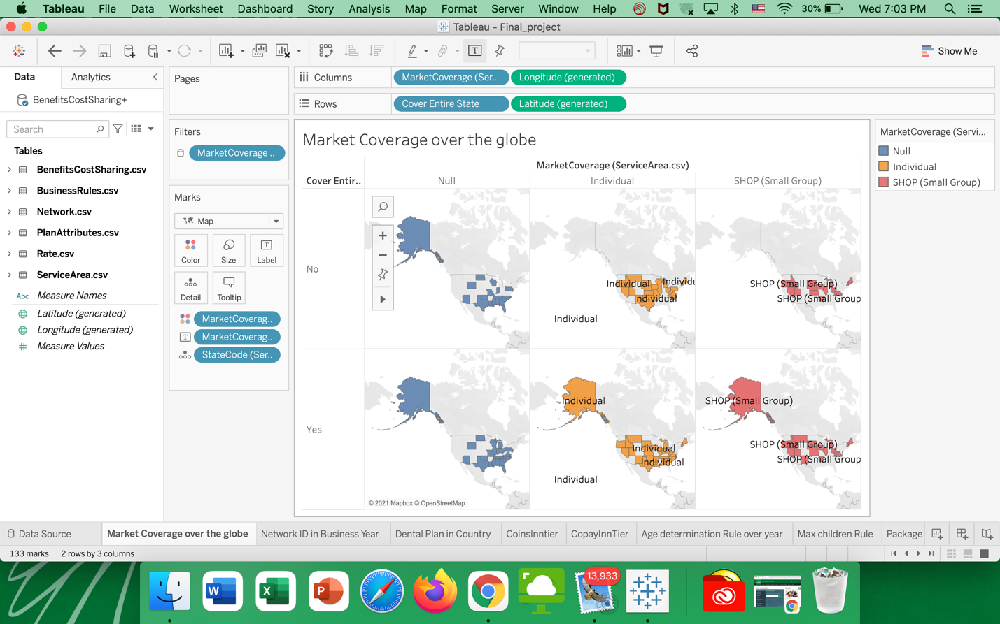 Tableau File Data Worksheet Dashboard Story Analysis Map Format Server Window Help 30% Wed 7:03 PM
Tableau - Final_project
Show Me
Data
Analytics
BenefitsCostSharing+
Search
Tables
BenefitsCostSharing.csv
BusinessRules.csv
Network.csv
PlanAttributes.csv
Rate.csv
ServiceArea.csv
Abc Measure Names
Latitude (generated)
Longitude (generated)
Measure Values
Pages
Filters
MarketCoverage ..
Marks
Map
Color
Size
Label
Detail
Tooltip
MarketCoverag..
MarketCoverag..
StateCode (Ser..
Columns
MarketCoverage (Ser..
Longitude (generated)
Rows
Cover Entire State
Latitude (generated)
Market Coverage over the globe
MarketCoverage (ServiceArea.csv)
Cover Entir..
Null
Individual
SHOP (Small Group)
No
Individual
Individu
Individual
Individual
SHOP (Small Group)
SHOP (Small Group
Yes
Individual
Individual
Individual
Individual
SHOP (Small Group)
SHOP (Small Group)
SHOP (Small Group
© 2021 Mapbox © OpenStreetMap
MarketCoverage (Servi...
Null
Individual
SHOP (Small Group)
Data Source
Market Coverage over the globe
Network ID in Business Year
Dental Plan in Country
CoinsInntier
CopayInnTier
Age determination Rule over year
Max children Rule
Package
133 marks
2 rows by 3 columns
W
X
P
13,933